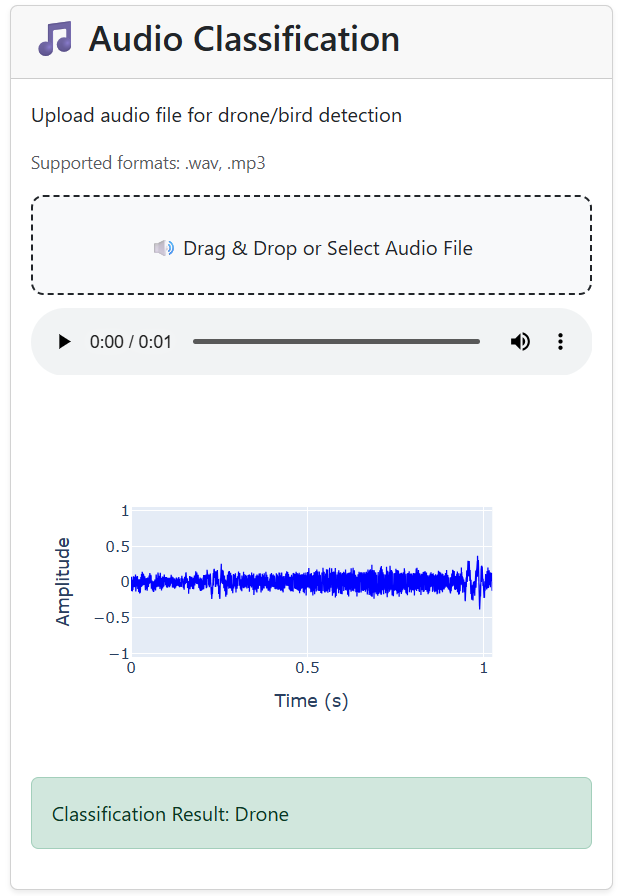 Audio Classification
Upload audio file for drone/bird detection
Supported formats: .wav, .mp3
Drag & Drop or Select Audio File
0:00 / 0:01
1
0.5
0
−0.5
−1
Amplitude
0 0.5 1
Time (s)
Classification Result: Drone